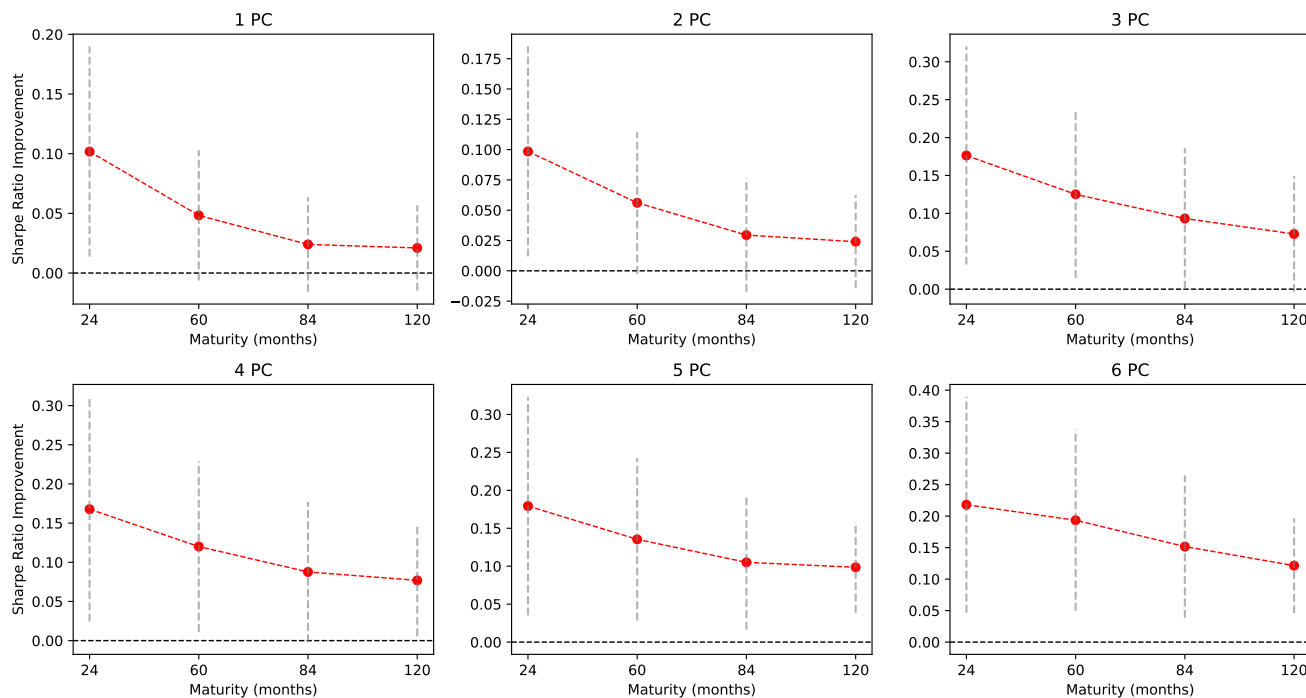 1 PC
2 PC
3 PC
Sharpe Ratio Improvement
0.20
0.15
0.10
0.05
0.00
0.175
0.150
0.125
0.100
0.075
0.050
0.025
0.000
−0.025
0.30
0.25
0.20
0.15
0.10
0.05
0.00
24 60 84 120
24 60 84 120
24 60 84 120
Maturity (months)
Maturity (months)
Maturity (months)
4 PC
5 PC
6 PC
Sharpe Ratio Improvement
0.30
0.25
0.20
0.15
0.10
0.05
0.00
0.30
0.25
0.20
0.15
0.10
0.05
0.00
0.40
0.35
0.30
0.25
0.20
0.15
0.10
0.05
0.00
24 60 84 120
24 60 84 120
24 60 84 120
Maturity (months)
Maturity (months)
Maturity (months)